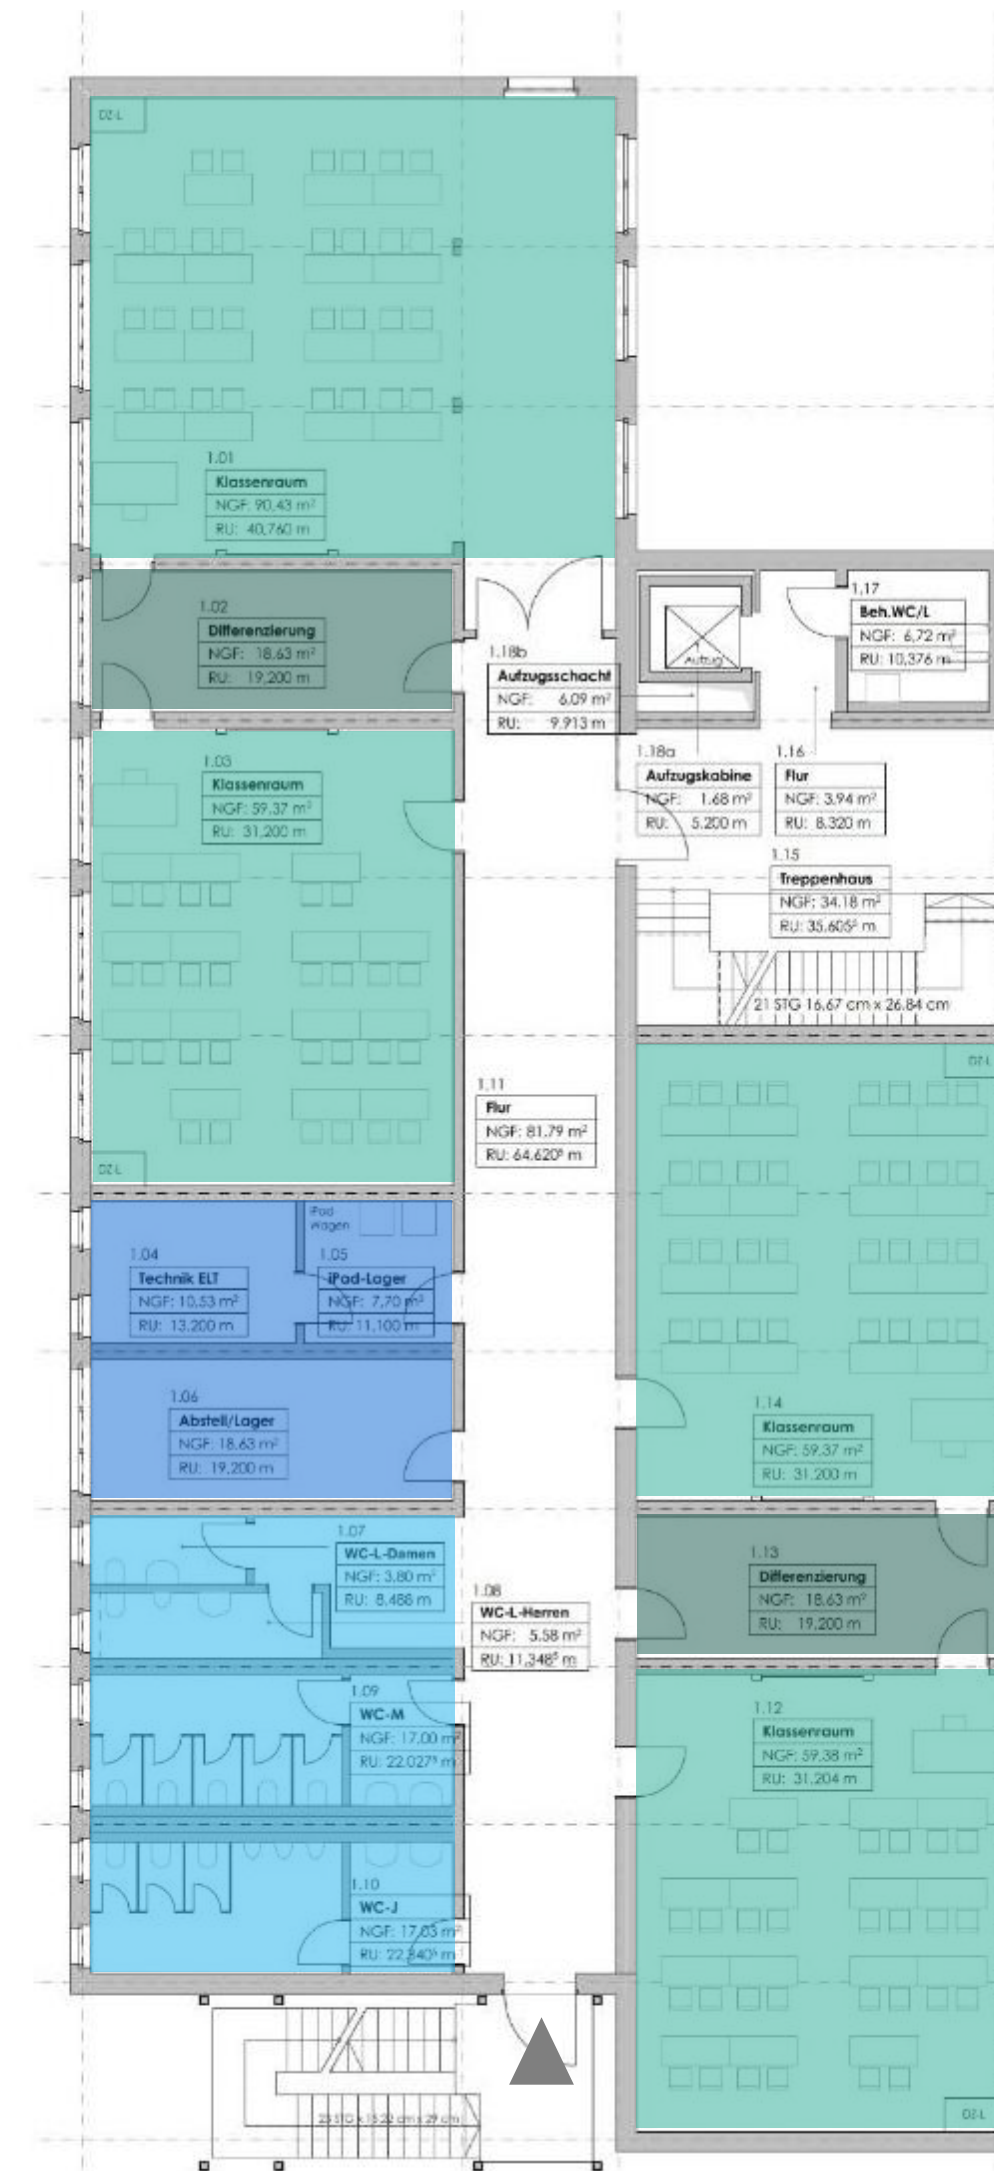 1.01
Klassenraum
NGF: 90,43 m²
RU: 40,760 m
1.02
Differenzierung
NGF: 18,63 m²
RU: 19,200 m
1.17
Beh.WC/L
NGF: 6,72 m²
RU: 10,376 m
Aufzug
1.18b
Aufzugsschacht
NGF: 6,09 m²
RU: 9,913 m
1.03
Klassenraum
NGF: 59,37 m²
RU: 31,200 m
1.18a
Aufzugskabine
NGF: 1,68 m²
RU: 5,200 m
1.16
Flur
NGF: 3,94 m²
RU: 8,320 m
1.15
Treppenhaus
NGF: 34,18 m²
RU: 35,605⁵ m
21 STG 16,67 cm x 26,84 cm
1.11
Flur
NGF: 81,79 m²
RU: 64,620⁵ m
iPad-
Wagen
1.04
Technik ELT
NGF: 10,53 m²
RU: 13,200 m
1.05
iPad-Lager
NGF: 7,70 m²
RU: 11,100 m
1.06
Abstell/Lager
NGF: 18,63 m²
RU: 19,200 m
1.14
Klassenraum
NGF: 59,37 m²
RU: 31,200 m
1.07
WC-L-Damen
NGF: 3,80 m²
RU: 8,488 m
1.13
Differenzierung
NGF: 18,63 m²
RU: 19,200 m
1.08
WC-L-Herren
NGF: 5,58 m²
RU: 11,348⁵ m
1.09
WC-M
NGF: 17,00 m²
RU: 22,027⁵ m
1.12
Klassenraum
NGF: 59,38 m²
RU: 31,204 m
1.10
WC-J
NGF: 17,03 m²
RU: 22,840⁵ m